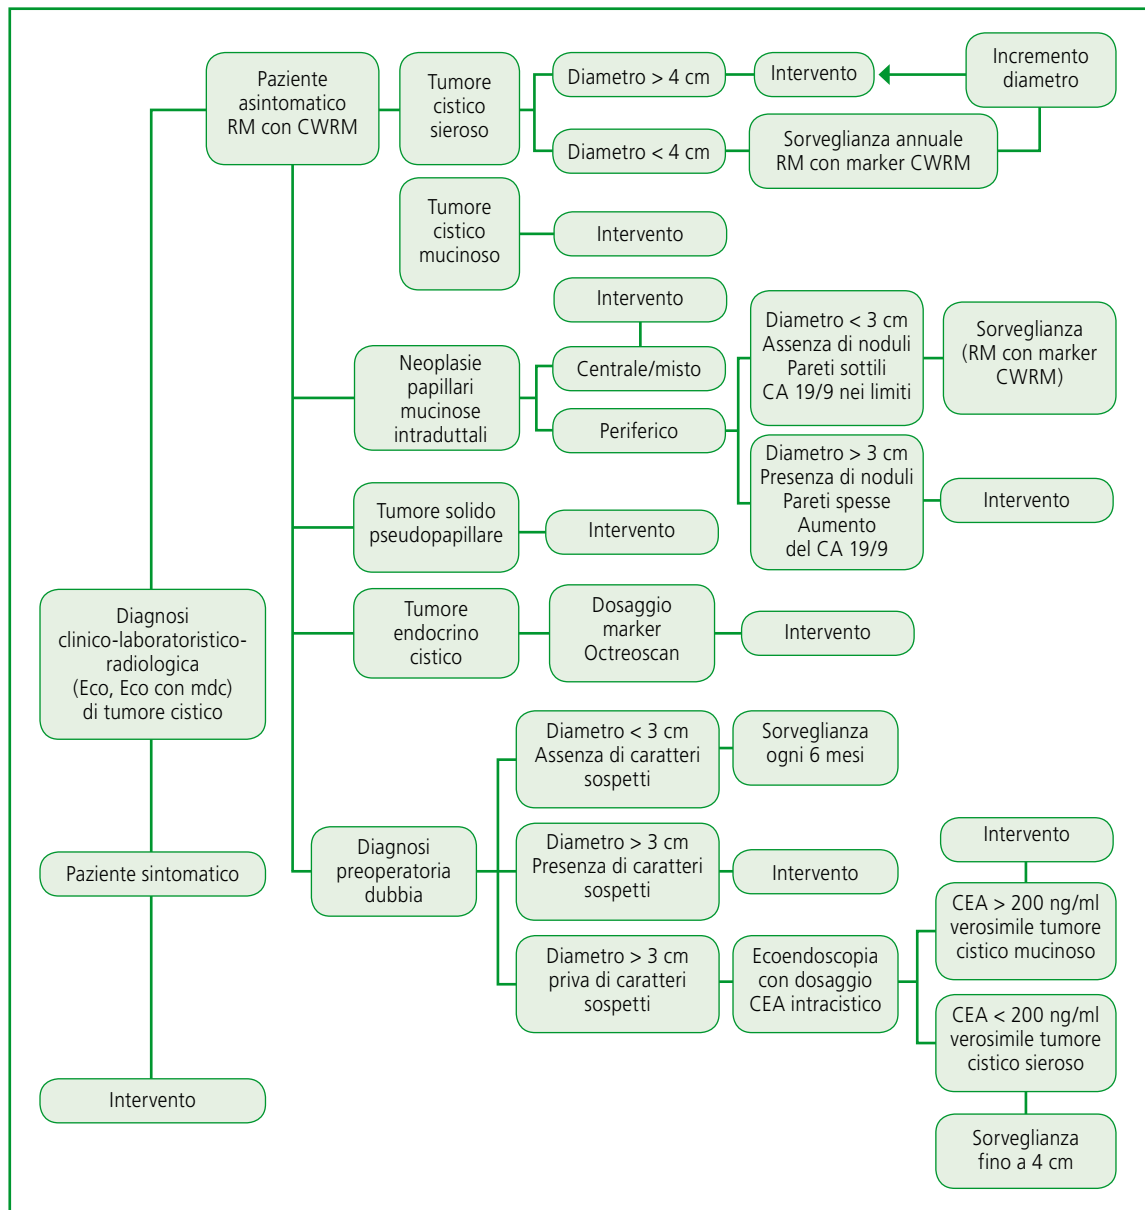 Paziente
asintomatico
RM con CWRM
Tumore
cistico
sieroso
Diametro > 4 cm
Intervento
Incremento
diametro
Diametro < 4 cm
Sorveglianza annuale
RM con marker CWRM
Tumore
cistico
mucinoso
Intervento
Neoplasie
papillari
mucinose
intraduttali
Intervento
Centrale/misto
Periferico
Diametro < 3 cm
Assenza di noduli
Pareti sottili
CA 19/9 nei limiti
Sorveglianza
(RM con marker
CWRM)
Diametro > 3 cm
Presenza di noduli
Pareti spesse
Aumento
del CA 19/9
Intervento
Tumore solido
pseudopapillare
Intervento
Tumore
endocrino
cistico
Dosaggio
marker
Octreoscan
Intervento
Diagnosi
clinico-laboratoristico-
radiologica
(Eco, Eco con mdc)
di tumore cistico
Diagnosi
preoperatoria
dubbia
Diametro < 3 cm
Assenza di caratteri
sospetti
Sorveglianza
ogni 6 mesi
Diametro > 3 cm
Presenza di caratteri
sospetti
Intervento
Diametro > 3 cm
priva di caratteri
sospetti
Ecoendoscopia
con dosaggio
CEA intracistico
Intervento
CEA > 200 ng/ml
verosimile tumore
cistico mucinoso
CEA < 200 ng/ml
verosimile tumore
cistico sieroso
Sorveglianza
fino a 4 cm
Paziente sintomatico
Intervento